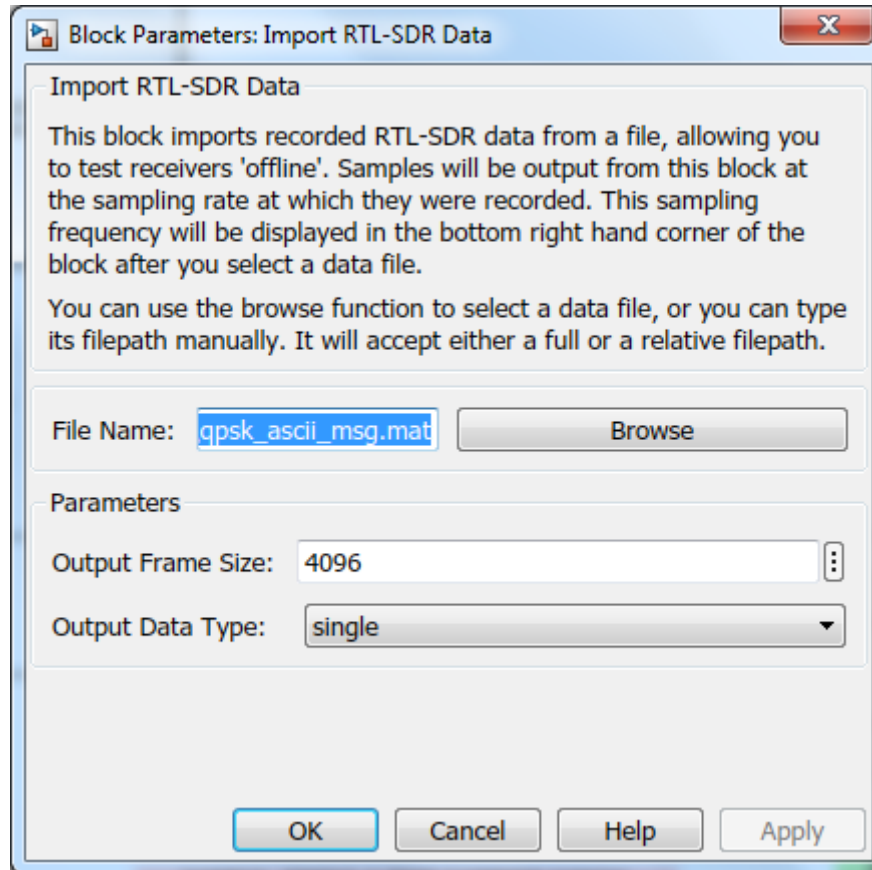 Block Parameters: Import RTL-SDR Data
X
Import RTL-SDR Data
This block imports recorded RTL-SDR data from a file, allowing you
to test receivers 'offline'. Samples will be output from this block at
the sampling rate at which they were recorded. This sampling
frequency will be displayed in the bottom right hand corner of the
block after you select a data file.
You can use the browse function to select a data file, or you can type
its filepath manually. It will accept either a full or a relative filepath.
File Name: qpsk_ascii_msg.mat Browse
Parameters
Output Frame Size: 4096
Output Data Type: single
OK Cancel Help Apply